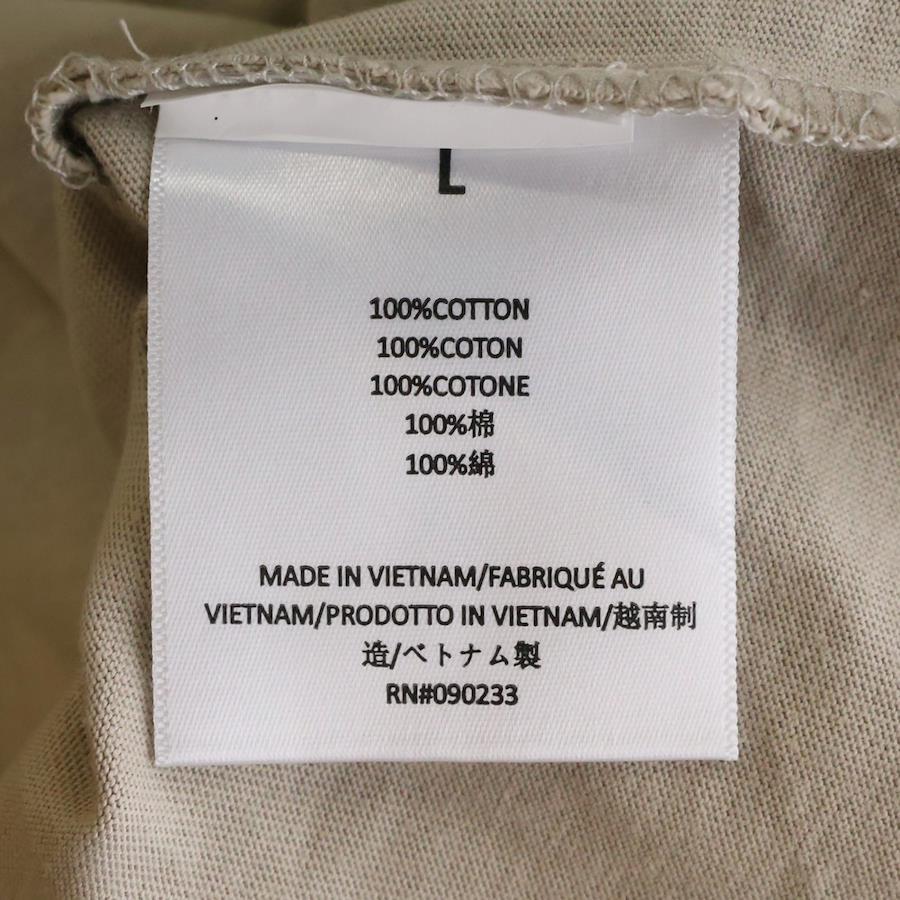 L
100%COTTON
100%COTON
100%COTONE
100%棉
100%綿
MADE IN VIETNAM/FABRIQUÉ AU
VIETNAM/PRODOTTO IN VIETNAM/越南制
造/ベトナム製
RN#090233